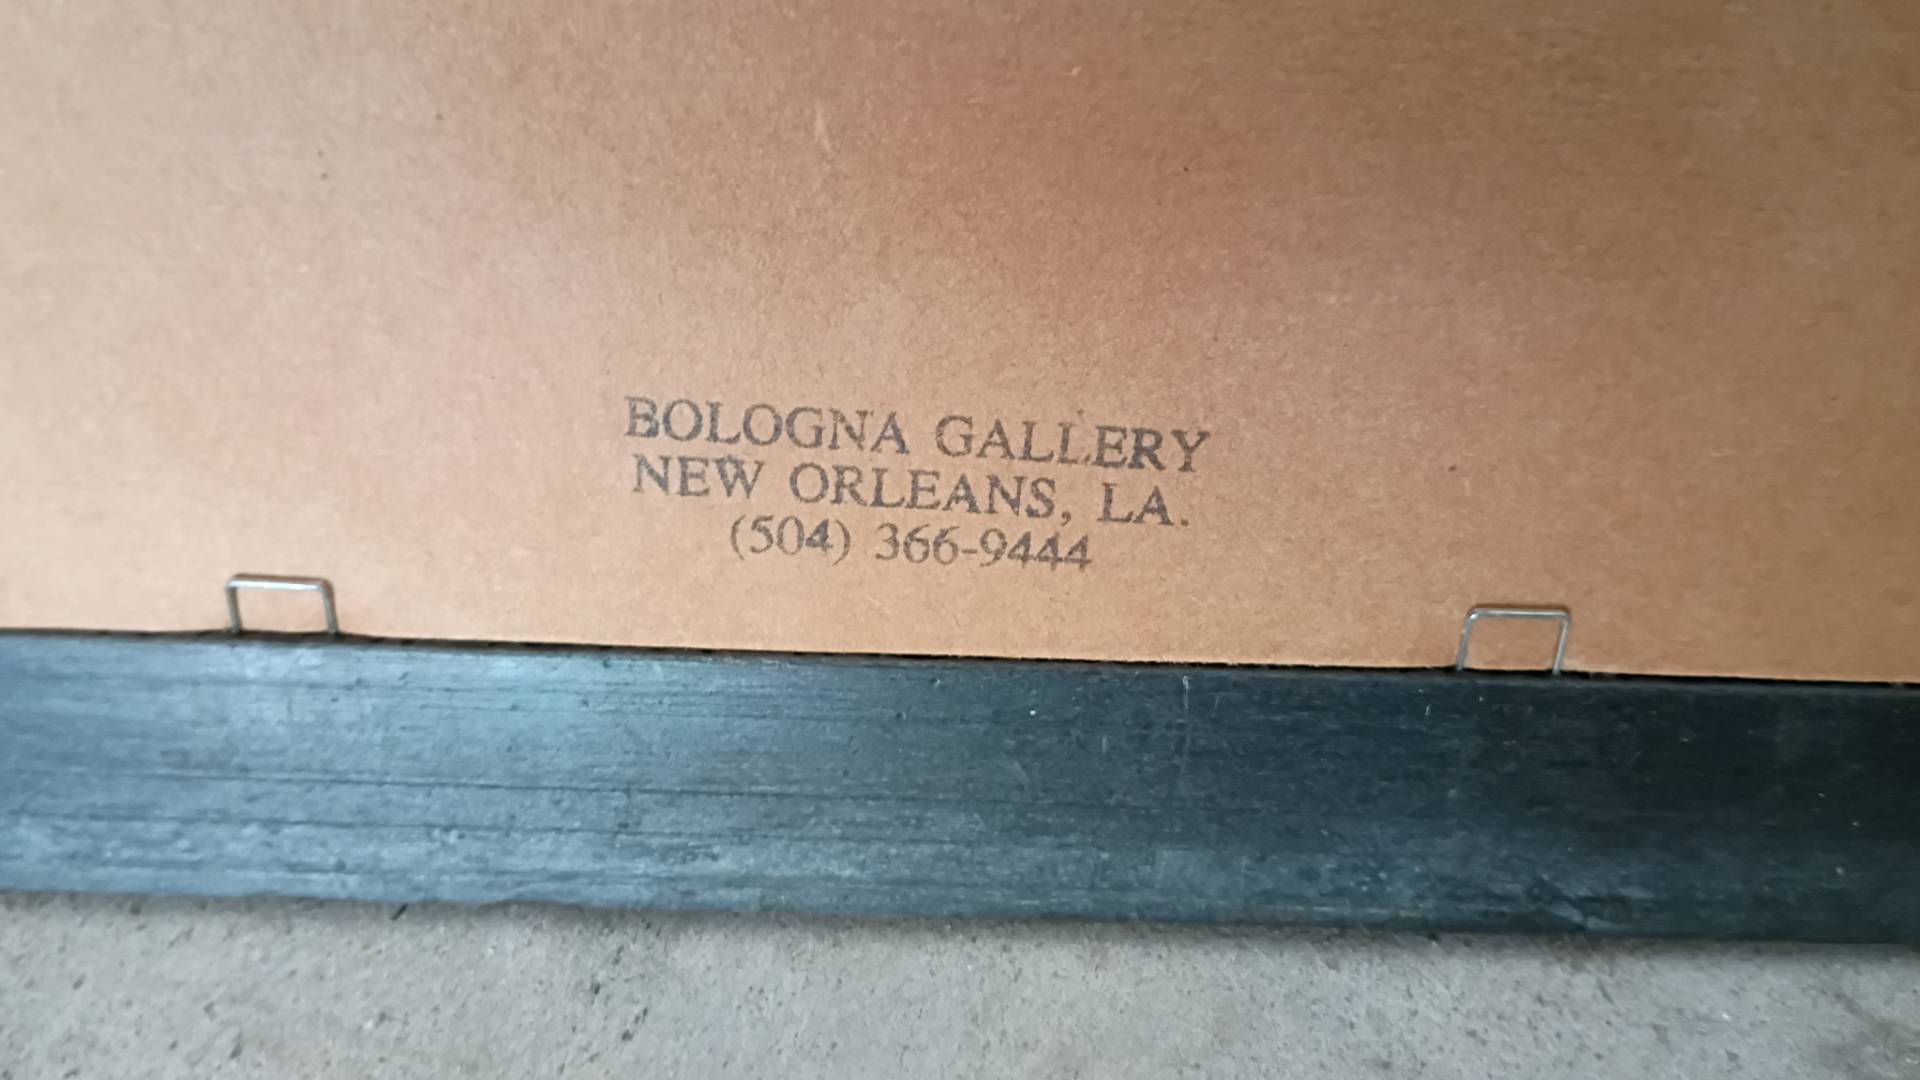 BOLOGNA GALLERY
NEW ORLEANS, LA.
(504) 366-9444